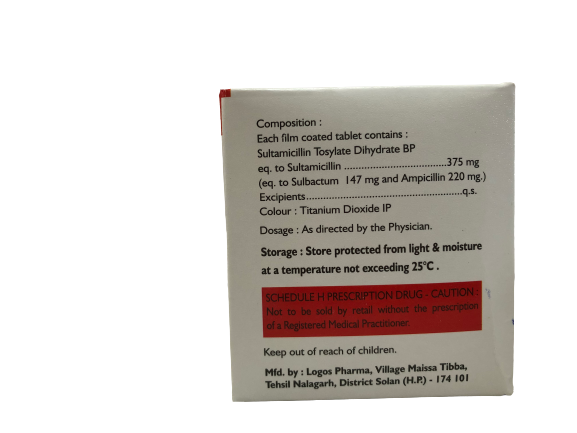 Composition :
Each film coated tablet contains :
Sultamicillin Tosylate Dihydrate BP
eq. to Sultamicillin ...................................375 mg
(eq. to Sulbactum 147 mg and Ampicillin 220 mg.)
Excipients.....................................................q.s.
Colour : Titanium Dioxide IP
Dosage : As directed by the Physician.
Storage : Store protected from light & moisture
at a temperature not exceeding 25°C .
SCHEDULE H PRESCRIPTION DRUG - CAUTION :
Not to be sold by retail without the prescription
of a Registered Medical Practitioner.
Keep out of reach of children.
Mfd. by : Logos Pharma, Village Maissa Tibba,
Tehsil Nalagarh, District Solan (H.P.) - 174 101